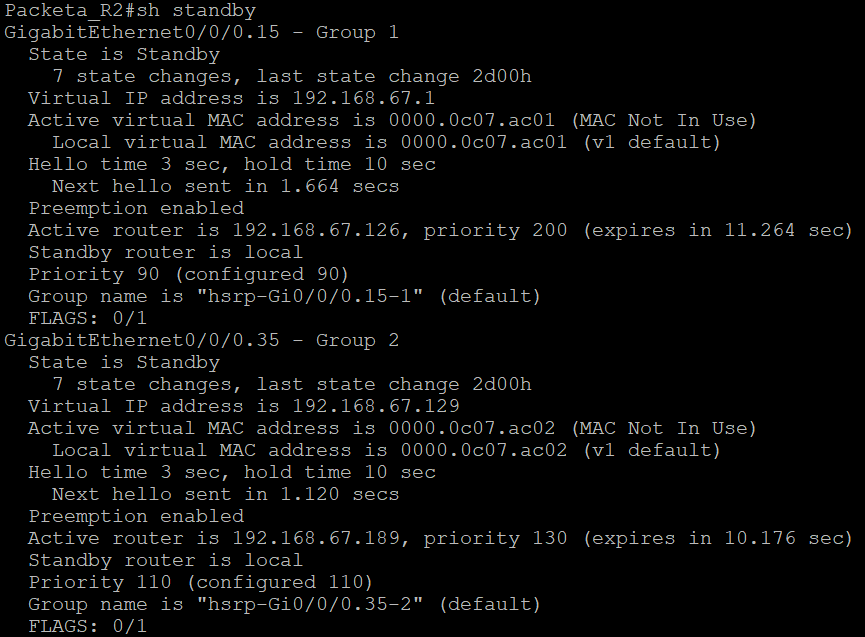 Packeta_R2#sh standby
GigabitEthernet0/0/0.15 - Group 1
  State is Standby
    7 state changes, last state change 2d00h
  Virtual IP address is 192.168.67.1
  Active virtual MAC address is 0000.0c07.ac01 (MAC Not In Use)
    Local virtual MAC address is 0000.0c07.ac01 (v1 default)
  Hello time 3 sec, hold time 10 sec
    Next hello sent in 1.664 secs
  Preemption enabled
  Active router is 192.168.67.126, priority 200 (expires in 11.264 sec)
  Standby router is local
  Priority 90 (configured 90)
  Group name is "hsrp-Gi0/0/0.15-1" (default)
  FLAGS: 0/1
GigabitEthernet0/0/0.35 - Group 2
  State is Standby
    7 state changes, last state change 2d00h
  Virtual IP address is 192.168.67.129
  Active virtual MAC address is 0000.0c07.ac02 (MAC Not In Use)
    Local virtual MAC address is 0000.0c07.ac02 (v1 default)
  Hello time 3 sec, hold time 10 sec
    Next hello sent in 1.120 secs
  Preemption enabled
  Active router is 192.168.67.189, priority 130 (expires in 10.176 sec)
  Standby router is local
  Priority 110 (configured 110)
  Group name is "hsrp-Gi0/0/0.35-2" (default)
  FLAGS: 0/1